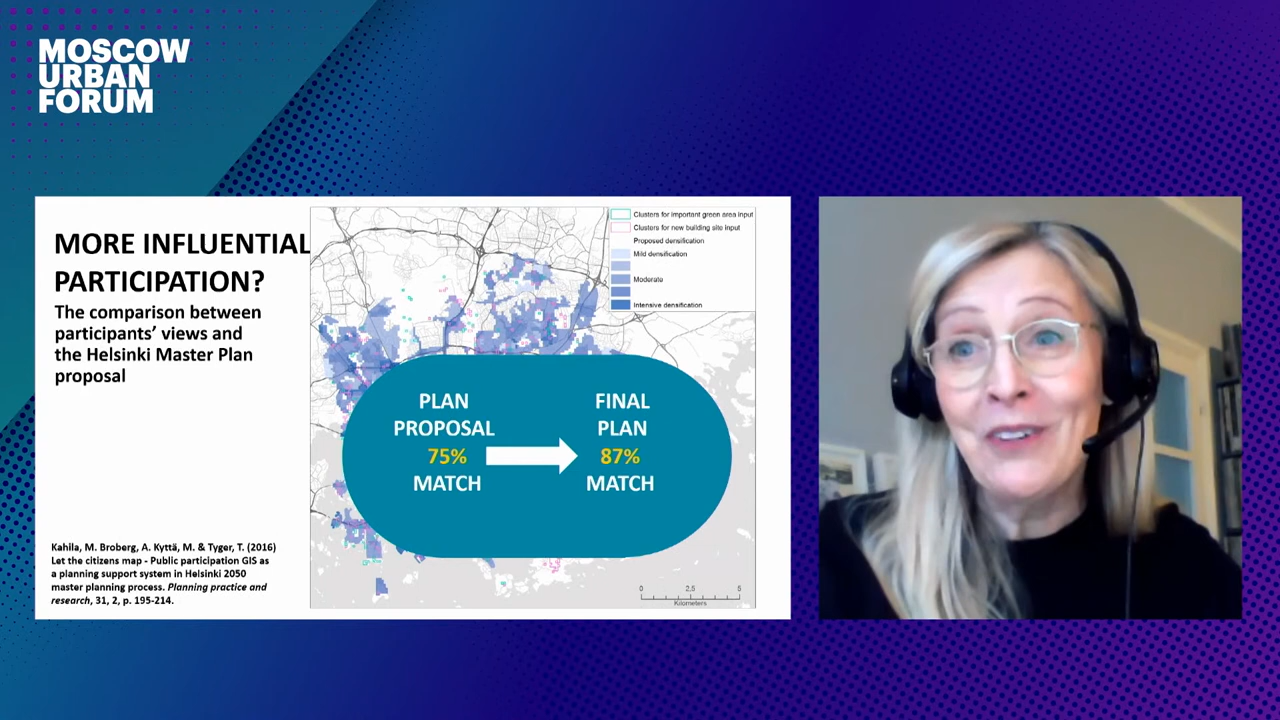 MOSCOW
URBAN
FORUM
MORE INFLUENTIAL
PARTICIPATION?
The comparison between
participants’ views and
the Helsinki Master Plan
proposal
Kahila, M. Broberg, A. Kyttä, M. & Tyger, T. (2016)
Let the citizens map - Public participation GIS as
a planning support system in Helsinki 2050
master planning process. Planning practice and
research, 31, 2, p. 195-214.
Clusters for important green area input
Clusters for new building site input
Proposed densification
Mild densification
Moderate
Intensive densification
PLAN
PROPOSAL
75%
MATCH
FINAL
PLAN
87%
MATCH
0 2,5 5
Kilometers